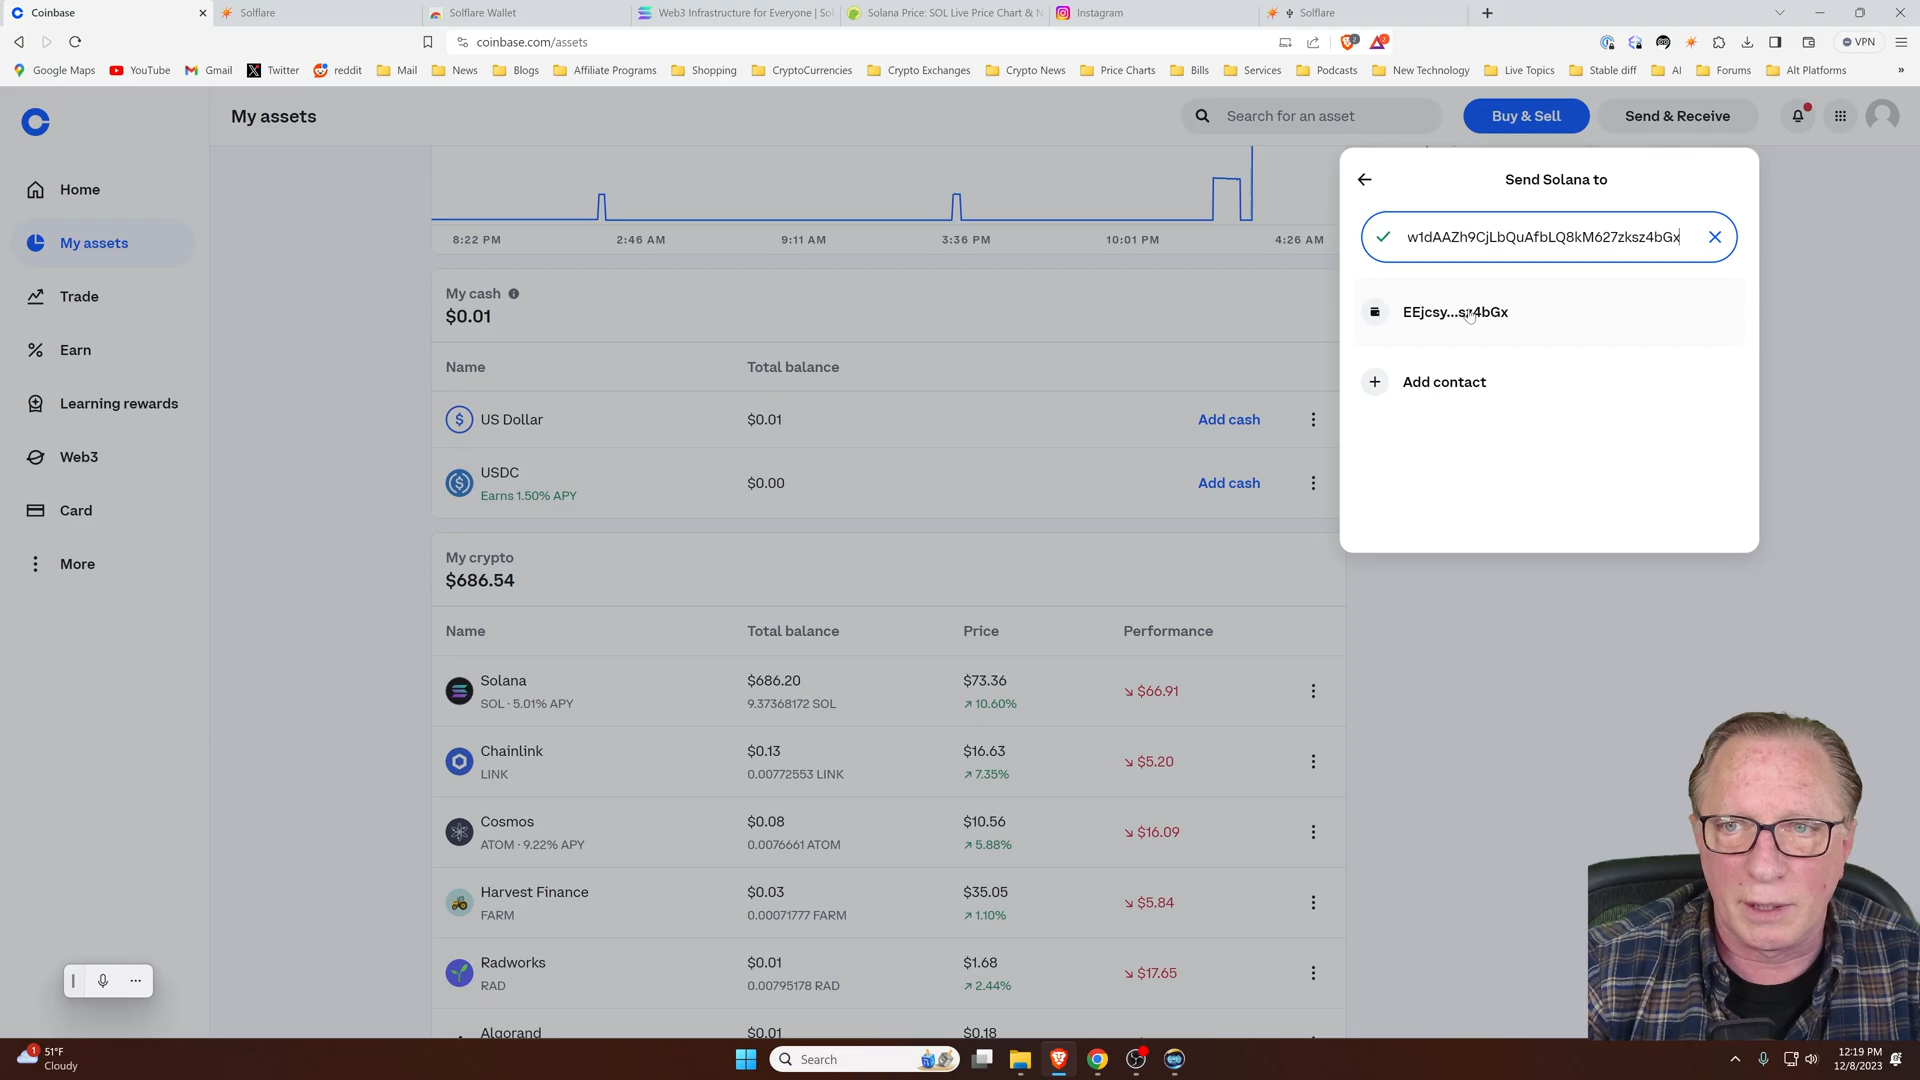 Coinbase
Solflare
Solflare Wallet
Web3 Infrastructure for Everyone | Sol
Solana Price: SOL Live Price Chart & N
Instagram
Solflare
coinbase.com/assets
2
2
VPN
Google Maps
YouTube
Gmail
Twitter
reddit
Mail
News
Blogs
Affiliate Programs
Shopping
CryptoCurrencies
Crypto Exchanges
Crypto News
Price Charts
Bills
Services
Podcasts
New Technology
Live Topics
Stable diff
AI
Forums
Alt Platforms
»
My assets
Search for an asset
Buy & Sell
Send & Receive
Home
My assets
Trade
Earn
Learning rewards
Web3
Card
More
8:22 PM 2:46 AM 9:11 AM 3:36 PM 10:01 PM 4:26 AM
My cash
$0.01
Name Total balance
US Dollar $0.01 Add cash
USDC $0.00 Add cash
Earns 1.50% APY
My crypto
$686.54
Name Total balance Price Performance
Solana $686.20 $73.36 ↘ $66.91
SOL · 5.01% APY 9.37368172 SOL ↗ 10.60%
Chainlink $0.13 $16.63 ↘ $5.20
LINK 0.00772553 LINK ↗ 7.35%
Cosmos $0.08 $10.56 ↘ $16.09
ATOM · 9.22% APY 0.0076661 ATOM ↗ 5.88%
Harvest Finance $0.03 $35.05 ↘ $5.84
FARM 0.00071777 FARM ↗ 1.10%
Radworks $0.01 $1.68 ↘ $17.65
RAD 0.00795178 RAD ↗ 2.44%
Algorand $0.01 $0.18
Send Solana to
w1dAAZh9CjLbQuAfbLQ8kM627zksz4bGx
EEjcsy...sz4bGx
Add contact
1
51°F
Cloudy
Search
12:19 PM
12/8/2023